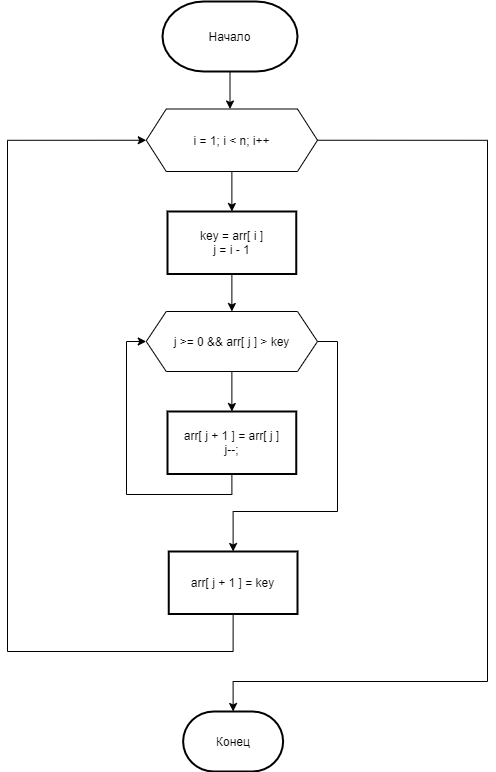 Начало
i = 1; i < n; i++
key = arr[ i ]
j = i - 1
j >= 0 && arr[ j ] > key
arr[ j + 1 ] = arr[ j ]
j--;
arr[ j + 1 ] = key
Конец